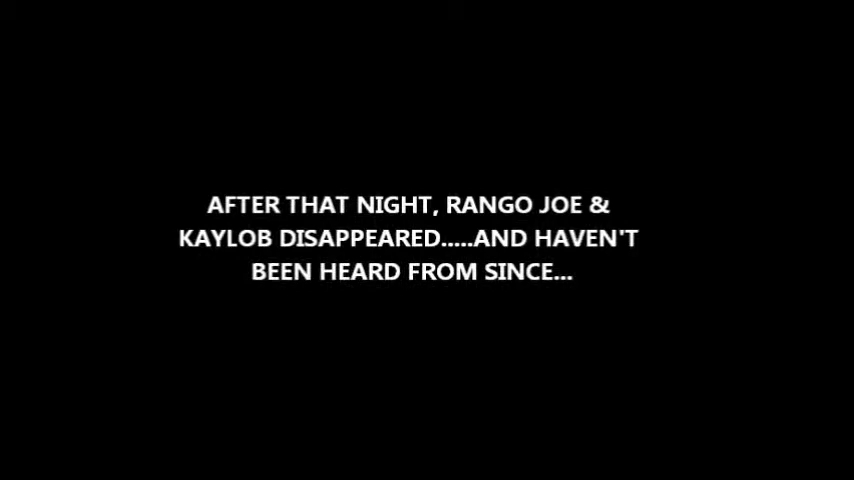 AFTER THAT NIGHT, RANGO JOE &
KAYLOB DISAPPEARED.....AND HAVEN'T
BEEN HEARD FROM SINCE...